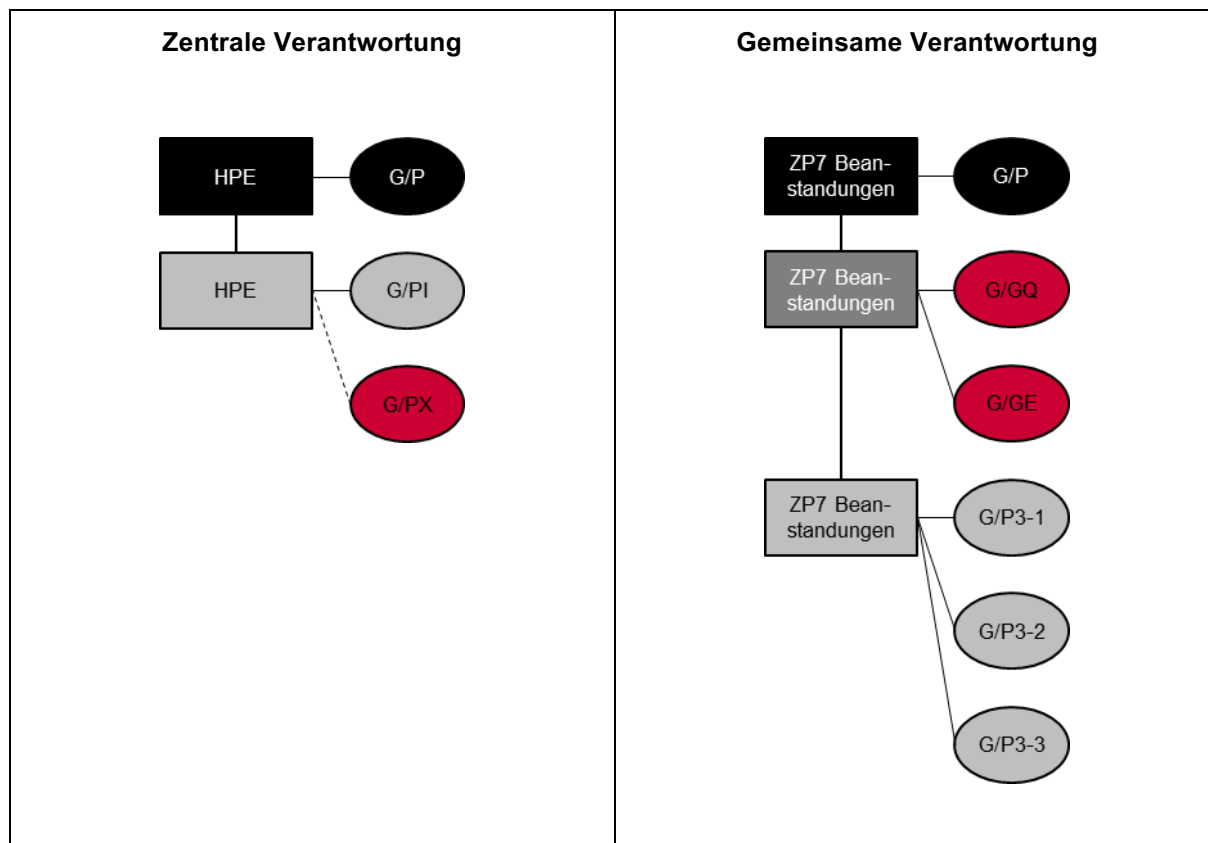 Zentrale Verantwortung
HPE
G/P
HPE
G/PI
G/PX
Gemeinsame Verantwortung
ZP7 Bean-
standungen
G/P
ZP7 Bean-
standungen
G/GQ
G/GE
ZP7 Bean-
standungen
G/P3-1
G/P3-2
G/P3-3